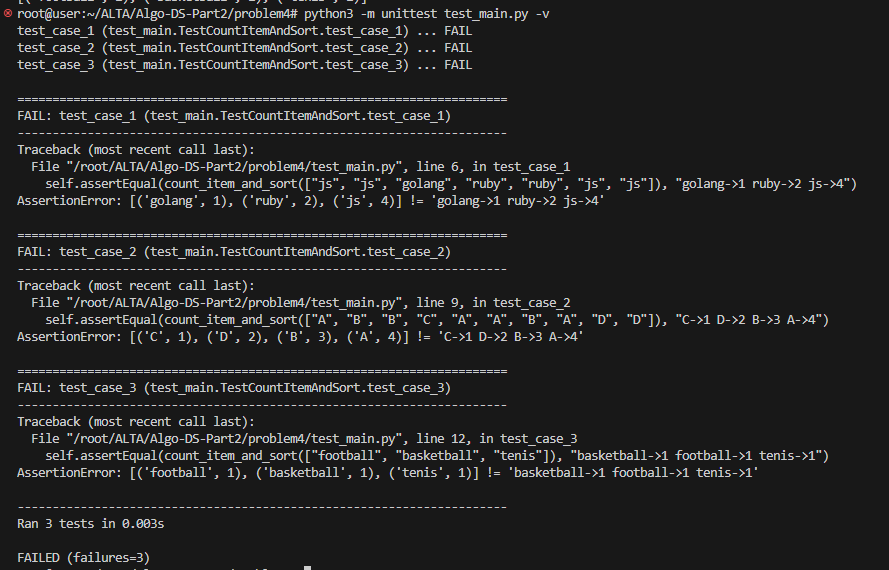 root@user:~/ALTA/Algo-DS-Part2/problem4# python3 -m unittest test_main.py -v
test_case_1 (test_main.TestCountItemAndSort.test_case_1) ... FAIL
test_case_2 (test_main.TestCountItemAndSort.test_case_2) ... FAIL
test_case_3 (test_main.TestCountItemAndSort.test_case_3) ... FAIL
======================================================================
FAIL: test_case_1 (test_main.TestCountItemAndSort.test_case_1)
----------------------------------------------------------------------
Traceback (most recent call last):
  File "/root/ALTA/Algo-DS-Part2/problem4/test_main.py", line 6, in test_case_1
    self.assertEqual(count_item_and_sort(["js", "js", "golang", "ruby", "ruby", "js", "js"]), "golang->1 ruby->2 js->4")
AssertionError: [('golang', 1), ('ruby', 2), ('js', 4)] != 'golang->1 ruby->2 js->4'
======================================================================
FAIL: test_case_2 (test_main.TestCountItemAndSort.test_case_2)
----------------------------------------------------------------------
Traceback (most recent call last):
  File "/root/ALTA/Algo-DS-Part2/problem4/test_main.py", line 9, in test_case_2
    self.assertEqual(count_item_and_sort(["A", "B", "B", "C", "A", "A", "B", "A", "D", "D"]), "C->1 D->2 B->3 A->4")
AssertionError: [('C', 1), ('D', 2), ('B', 3), ('A', 4)] != 'C->1 D->2 B->3 A->4'
======================================================================
FAIL: test_case_3 (test_main.TestCountItemAndSort.test_case_3)
----------------------------------------------------------------------
Traceback (most recent call last):
  File "/root/ALTA/Algo-DS-Part2/problem4/test_main.py", line 12, in test_case_3
    self.assertEqual(count_item_and_sort(["football", "basketball", "tenis"]), "basketball->1 football->1 tenis->1")
AssertionError: [('football', 1), ('basketball', 1), ('tenis', 1)] != 'basketball->1 football->1 tenis->1'
----------------------------------------------------------------------
Ran 3 tests in 0.003s
FAILED (failures=3)